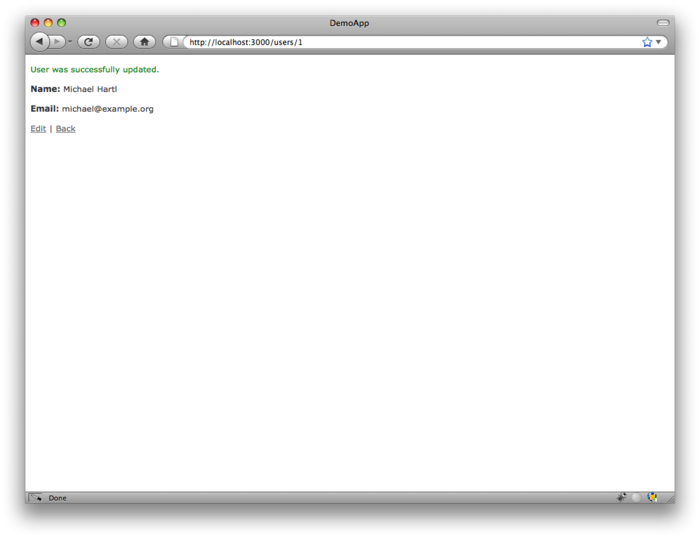 DemoApp
http://localhost:3000/users/1
User was successfully updated.
Name: Michael Hartl
Email: michael@example.org
Edit | Back
Done